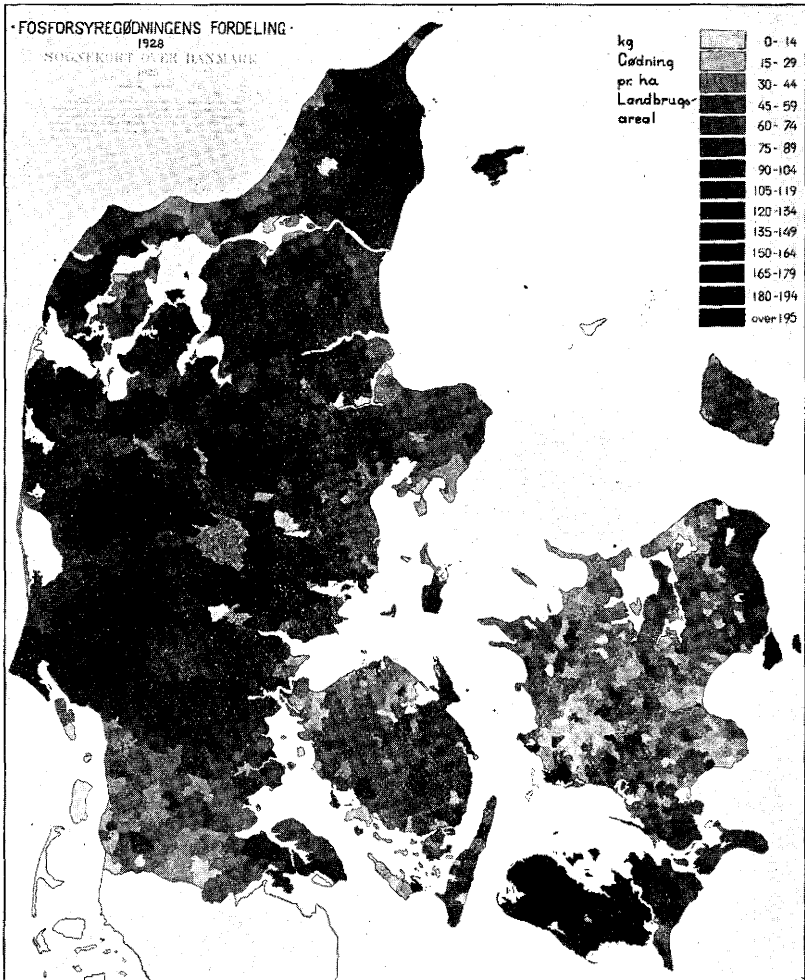 · FOSFORSYREGØDNINGENS FORDELING ·
1928
SOGNEKORT OVER DANMARK
kg
Gødning
pr. ha
Landbrugs-
areal
0-14
15-29
30-44
45-59
60-74
75-89
90-104
105-119
120-134
135-149
150-164
165-179
180-194
over 195